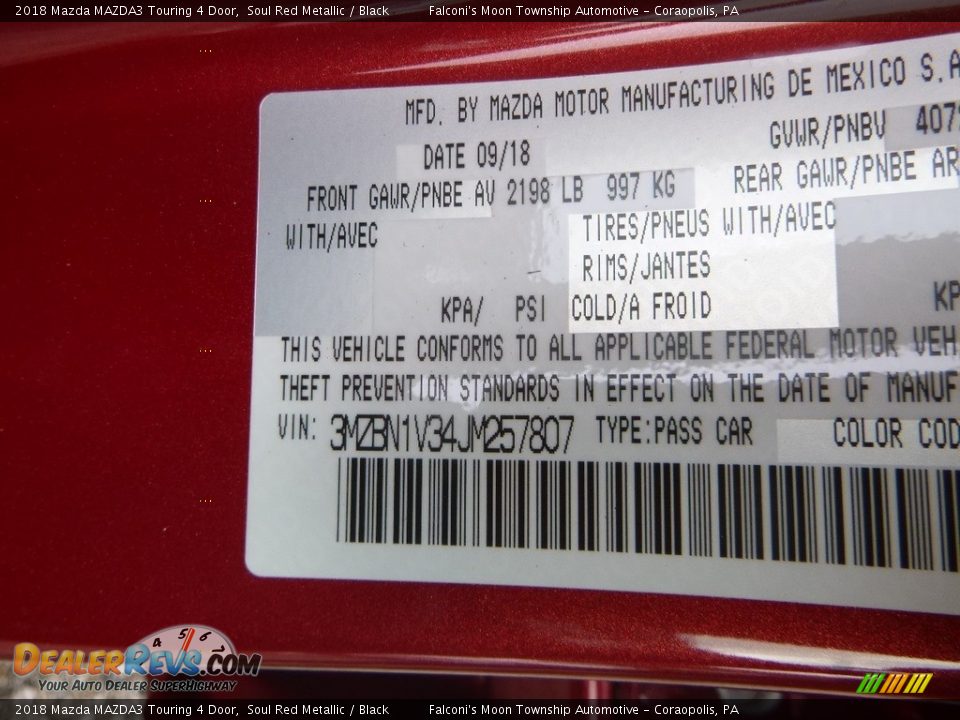 2018 Mazda MAZDA3 Touring 4 Door, Soul Red Metallic / Black Falconi's Moon Township Automotive - Coraopolis, PA
MFD. BY MAZDA MOTOR MANUFACTURING DE MEXICO S.A
DATE 09/18 GVWR/PNBV 407
FRONT GAWR/PNBE AV 2198 LB 997 KG REAR GAWR/PNBE AR
WITH/AVEC TIRES/PNEUS WITH/AVEC
RIMS/JANTES
KPA/ PSI COLD/A FROID KP
THIS VEHICLE CONFORMS TO ALL APPLICABLE FEDERAL MOTOR VEH
THEFT PREVENTION STANDARDS IN EFFECT ON THE DATE OF MANUF
VIN: 3MZBN1V34JM257807 TYPE:PASS CAR COLOR COD
4 5 6
DEALERREVS.COM
YOUR AUTO DEALER SUPERHIGHWAY
2018 Mazda MAZDA3 Touring 4 Door, Soul Red Metallic / Black Falconi's Moon Township Automotive - Coraopolis, PA